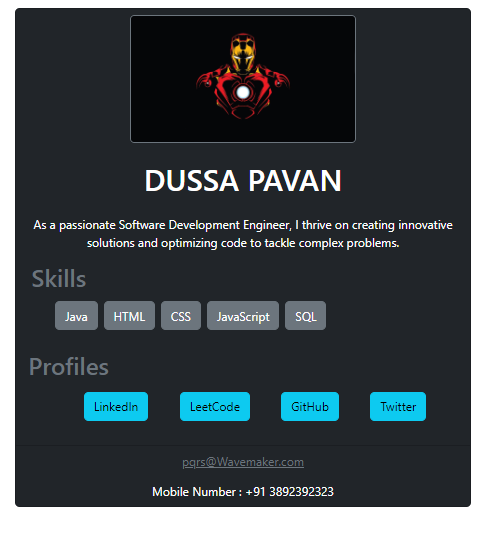 DUSSA PAVAN
As a passionate Software Development Engineer, I thrive on creating innovative
solutions and optimizing code to tackle complex problems.
Skills
Java HTML CSS JavaScript SQL
Profiles
LinkedIn LeetCode GitHub Twitter
pqrs@Wavemaker.com
Mobile Number : +91 3892392323